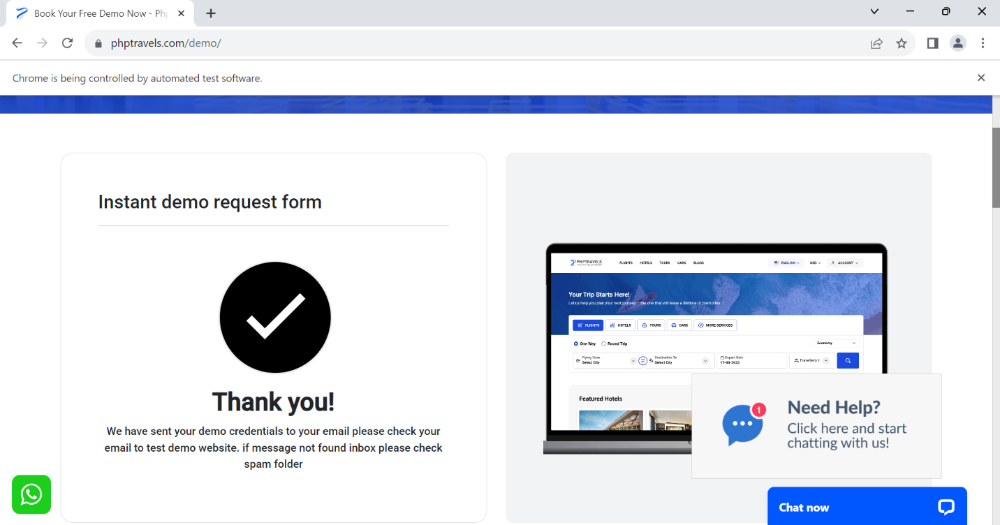 Book Your Free Demo Now - Php
phptravels.com/demo/
Chrome is being controlled by automated test software.
Instant demo request form
Thank you!
We have sent your demo credentials to your email please check your
email to test demo website. if message not found inbox please check
spam folder
PHPTRAVELS
FLIGHTS HOTELS TOURS CARS BLOGS
ENGLISH USD ACCOUNT
Your Trip Starts Here!
Let us help you plan your next journey – the one that will leave a lifetime of memories.
FLIGHTS HOTELS TOURS CARS MORE SERVICES
One Way Round Trip
Economy
Flying From Destination To Depart Date
Select City Select City 17-09-2023
Travellers 1
Featured Hotels
1
Need Help?
Click here and start
chatting with us!
Chat now